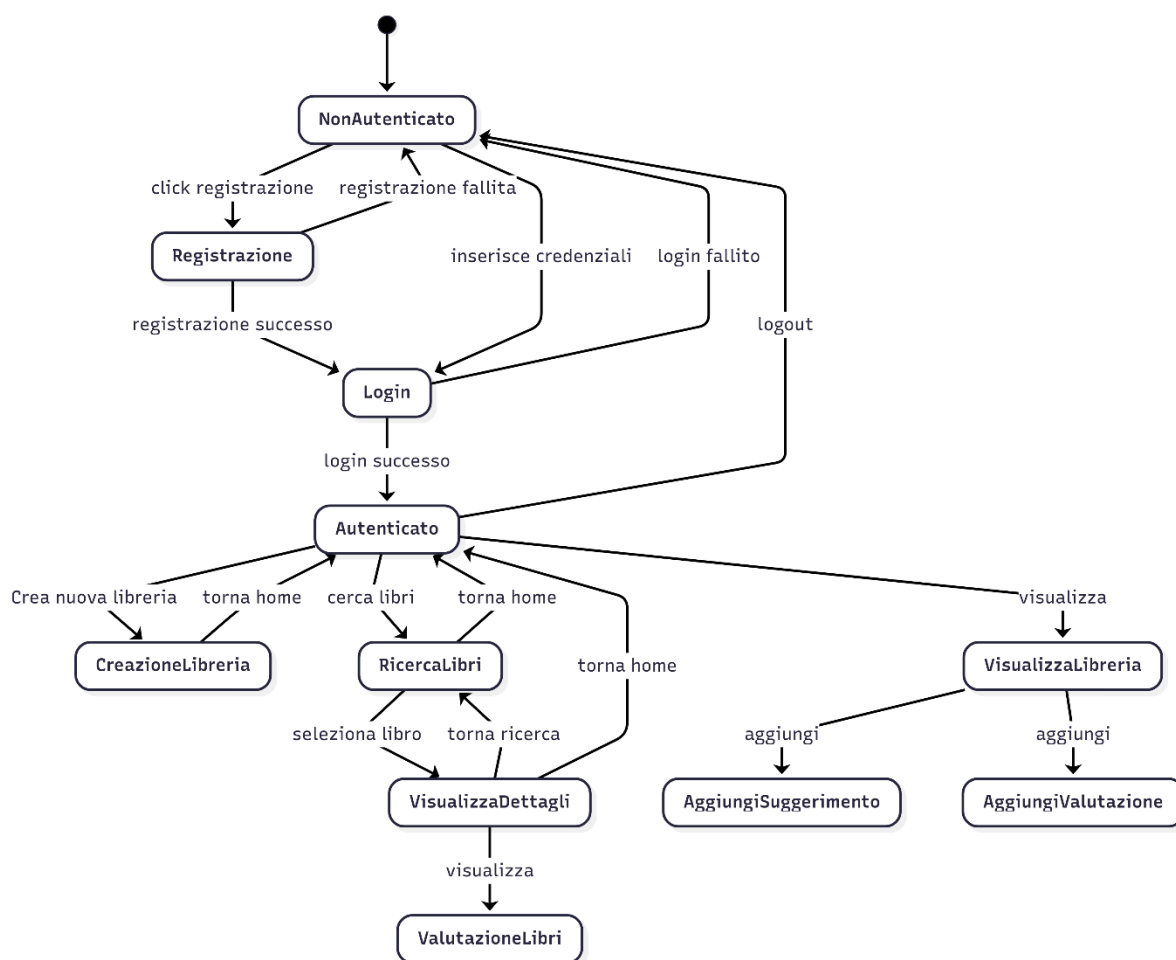 NonAutenticato
click registrazione
registrazione fallita
Registrazione
inserisce credenziali
login fallito
registrazione successo
logout
Login
login successo
Autenticato
Crea nuova libreria
torna home
cerca libri
torna home
visualizza
CreazioneLibreria
RicercaLibri
torna home
VisualizzaLibreria
seleziona libro
torna ricerca
aggiungi
aggiungi
VisualizzaDettagli
AggiungiSuggerimento
AggiungiValutazione
visualizza
ValutazioneLibri